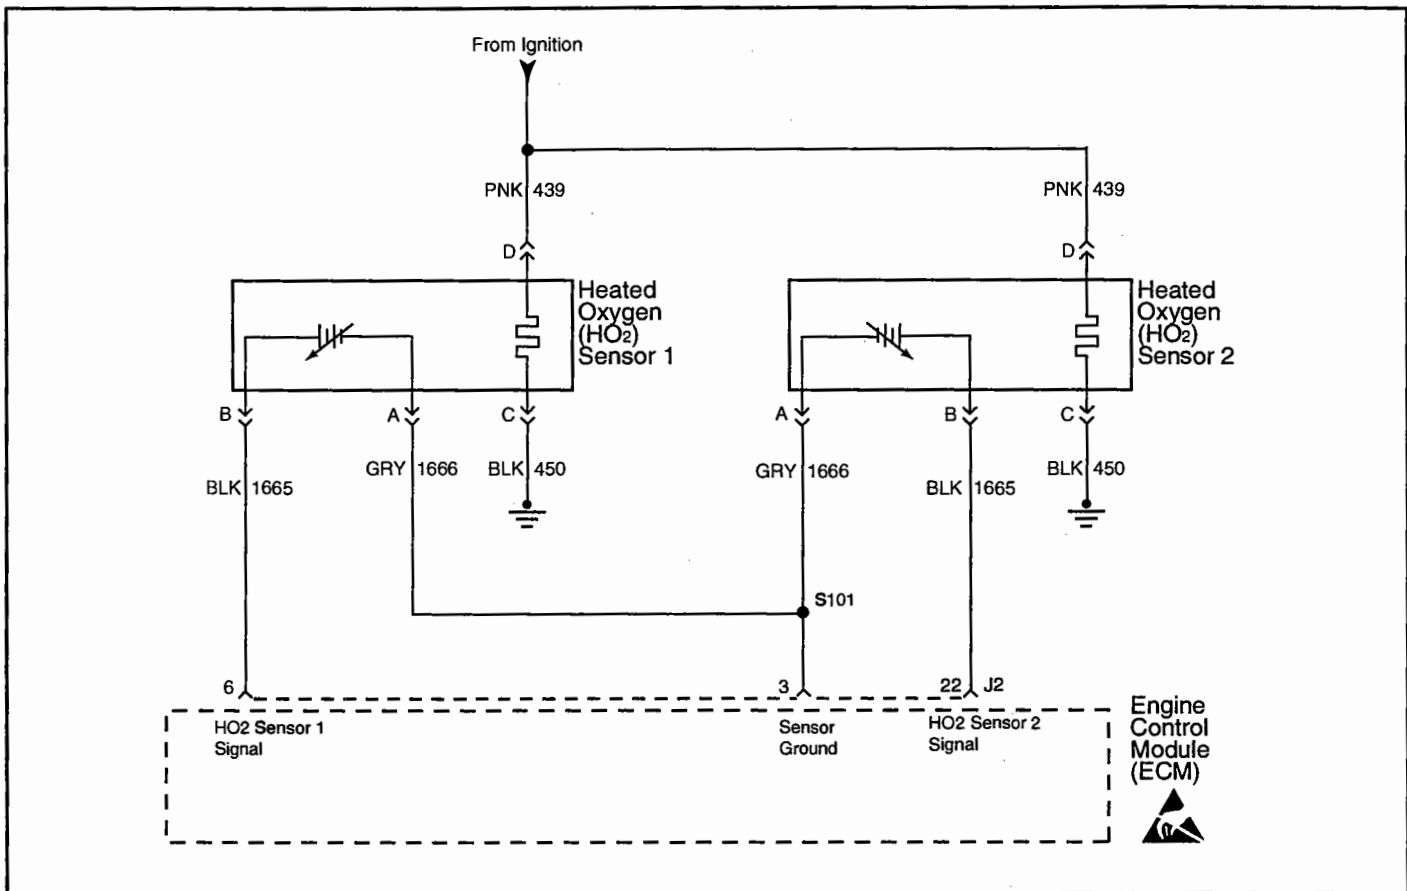 From Ignition
PNK 439
PNK 439
D
D
Heated
Oxygen
(HO2)
Sensor 1
Heated
Oxygen
(HO2)
Sensor 2
B
A
C
A
B
C
BLK 1665
GRY 1666
BLK 450
GRY 1666
BLK 1665
BLK 450
S101
6
3
22
J2
HO2 Sensor 1
Signal
Sensor
Ground
HO2 Sensor 2
Signal
Engine
Control
Module
(ECM)